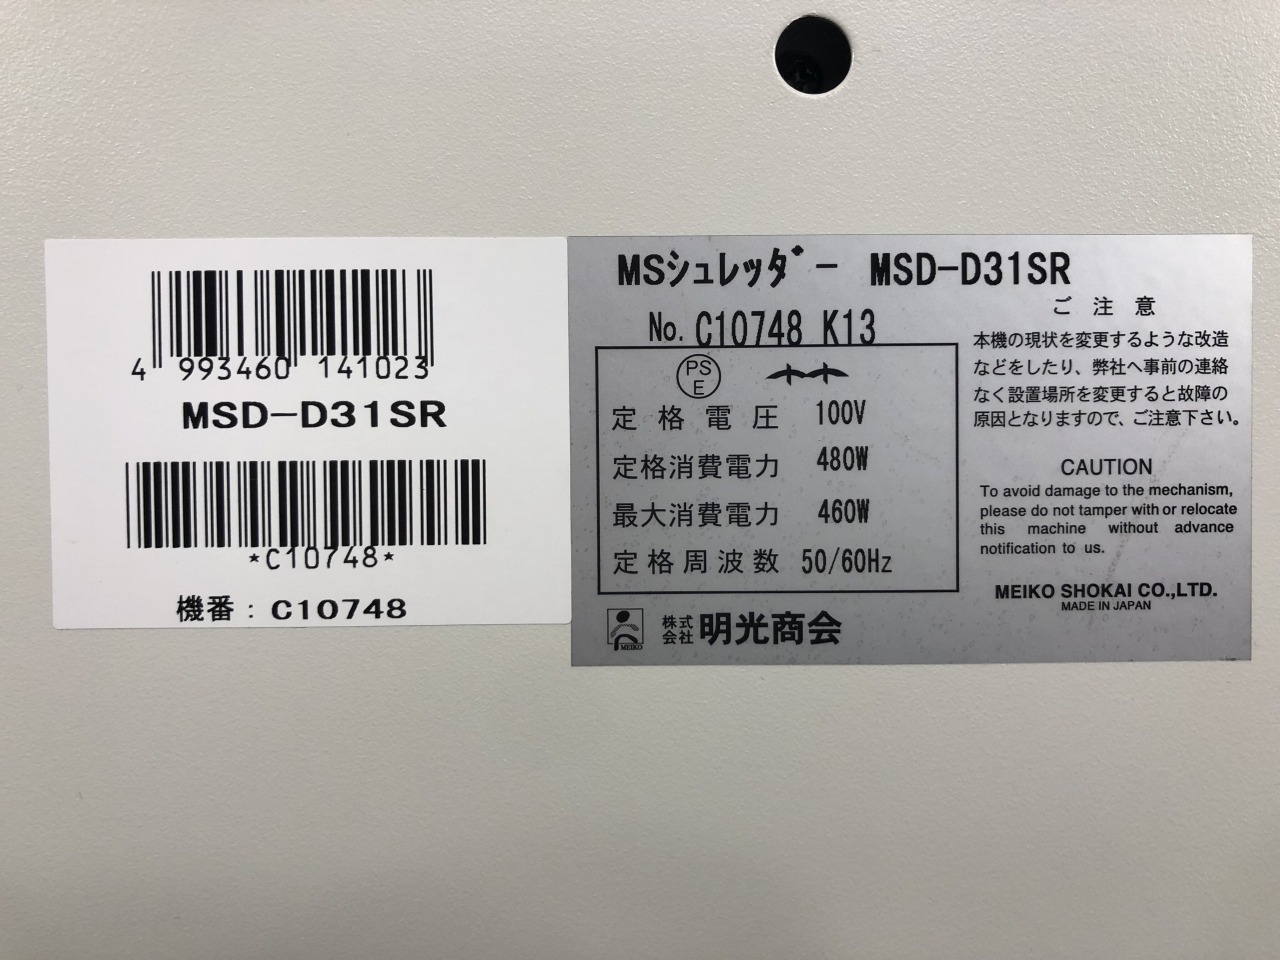 4 993460 141023
MSD-D31SR
*C10748*
機番：C10748
MSシュレッダー MSD-D31SR
No. C10748 K13
PS
E
定格電圧 100V
定格消費電力 480W
最大消費電力 460W
定格周波数 50/60Hz
MEIKO
株式会社 明光商会
ご注意
本機の現状を変更するような改造
などをしたり、弊社へ事前の連絡
なく設置場所を変更すると故障の
原因となりますので、ご注意下さい。
CAUTION
To avoid damage to the mechanism,
please do not tamper with or relocate
this machine without advance
notification to us.
MEIKO SHOKAI CO.,LTD.
MADE IN JAPAN